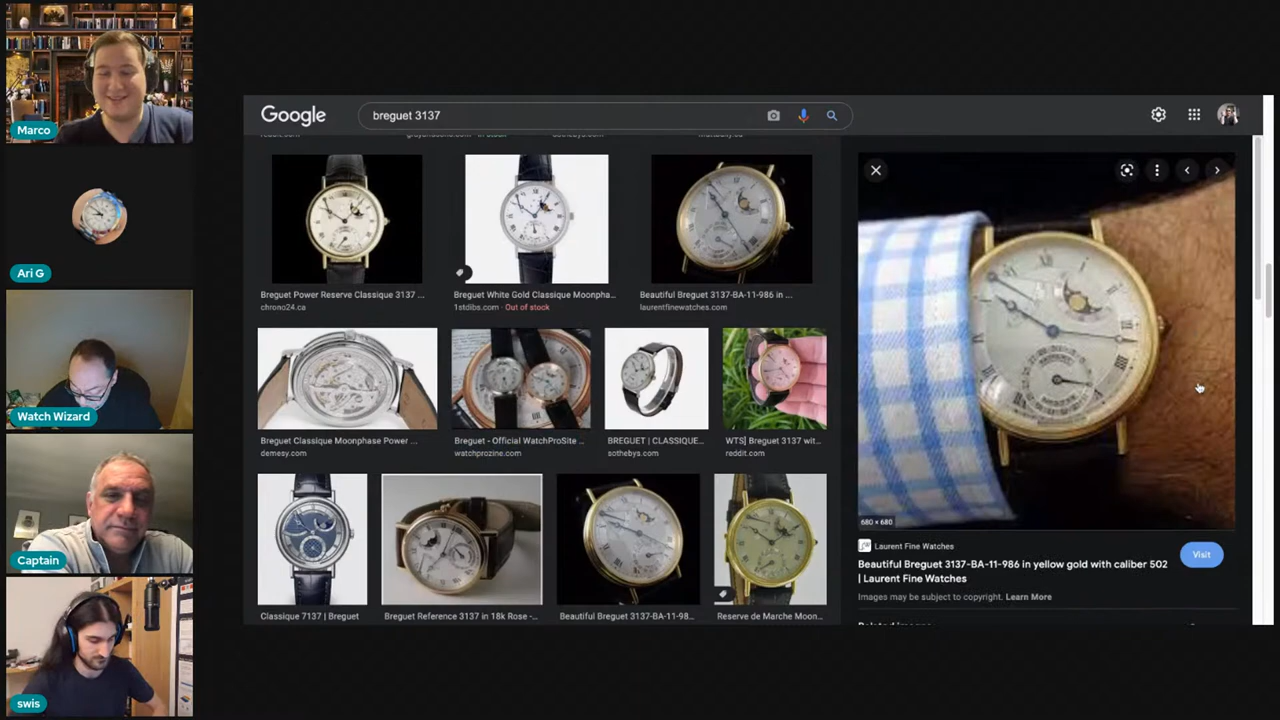 Marco
Ari G
Watch Wizard
Captain
swis
Google
breguet 3137
Breguet Power Reserve Classique 3137 ...
chrono24.ca
Breguet White Gold Classique Moonpha...
1stdibs.com · Out of stock
Beautiful Breguet 3137-BA-11-986 in ...
laurentfinewatches.com
Breguet Classique Moonphase Power ...
demesy.com
Breguet - Official WatchProSite ...
watchprozine.com
BREGUET | CLASSIQUE...
sothebys.com
WTS] Breguet 3137 wit...
reddit.com
Classique 7137 | Breguet
Breguet Reference 3137 in 18k Rose -...
Beautiful Breguet 3137-BA-11-98...
Reserve de Marche Moon...
680 × 680
Laurent Fine Watches
Visit
Beautiful Breguet 3137-BA-11-986 in yellow gold with caliber 502
| Laurent Fine Watches
Images may be subject to copyright. Learn More